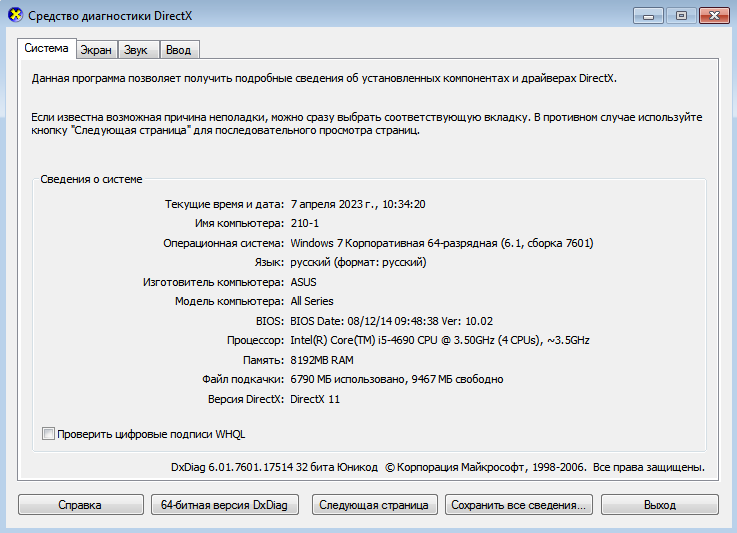 Средство диагностики DirectX
Система Экран Звук Ввод
Данная программа позволяет получить подробные сведения об установленных компонентах и драйверах DirectX.
Если известна возможная причина неполадки, можно сразу выбрать соответствующую вкладку. В противном случае используйте
кнопку "Следующая страница" для последовательного просмотра страниц.
Сведения о системе
Текущие время и дата: 7 апреля 2023 г., 10:34:20
Имя компьютера: 210-1
Операционная система: Windows 7 Корпоративная 64-разрядная (6.1, сборка 7601)
Язык: русский (формат: русский)
Изготовитель компьютера: ASUS
Модель компьютера: All Series
BIOS: BIOS Date: 08/12/14 09:48:38 Ver: 10.02
Процессор: Intel(R) Core(TM) i5-4690 CPU @ 3.50GHz (4 CPUs), ~3.5GHz
Память: 8192MB RAM
Файл подкачки: 6790 МБ использовано, 9467 МБ свободно
Версия DirectX: DirectX 11
Проверить цифровые подписи WHQL
DxDiag 6.01.7601.17514 32 бита Юникод © Корпорация Майкрософт, 1998-2006. Все права защищены.
Справка 64-битная версия DxDiag Следующая страница Сохранить все сведения... Выход